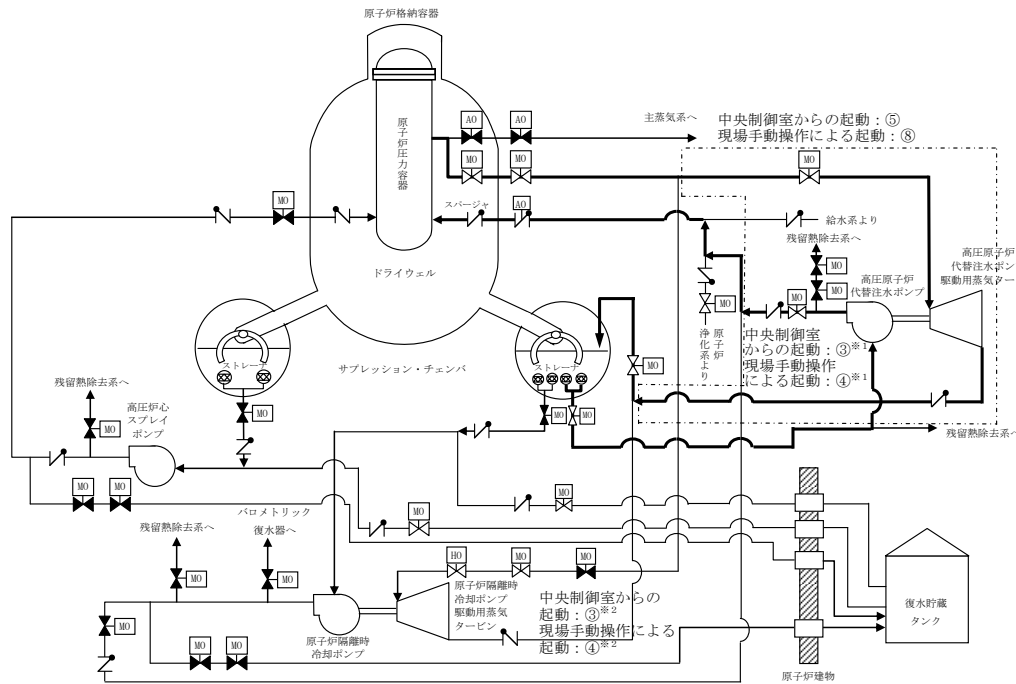 原子炉格納容器
原子炉圧力容器
AO
AO
主蒸気系へ
中央制御室からの起動：⑤
現場手動操作による起動：⑧
MO
MO
MO
MO
スパージャ
AO
給水系より
残留熱除去系へ
MO
MO
高圧原子炉
代替注水ポンプ
高圧原子炉
代替注水ポン
駆動用蒸気ター
ドライウェル
MO
MO
原子炉
浄化系より
中央制御室
からの起動：③※1
現場手動操作
による起動：④※1
ストレーナ
サプレッション・チェンバ
ストレーナ
MO
残留熱除去系へ
MO
MO
MO
MO
高圧炉心
スプレイ
ポンプ
残留熱除去系へ
MO
MO
MO
MO
バロメトリック
復水器へ
残留熱除去系へ
HO
MO
MO
MO
MO
原子炉隔離時
冷却ポンプ
駆動用蒸気
タービン
中央制御室からの
起動：③※2
現場手動操作による
起動：④※2
復水貯蔵
タンク
MO
原子炉隔離時
冷却ポンプ
MO
MO
原子炉建物